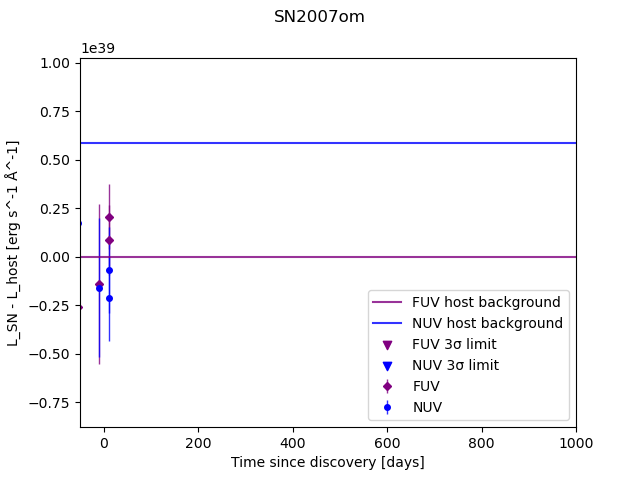 SN2007om
1e39
1.00
0.75
0.50
0.25
0.00
−0.25
−0.50
−0.75
L_SN - L_host [erg s^-1 Å^-1]
FUV host background
NUV host background
FUV 3σ limit
NUV 3σ limit
FUV
NUV
0 200 400 600 800 1000
Time since discovery [days]